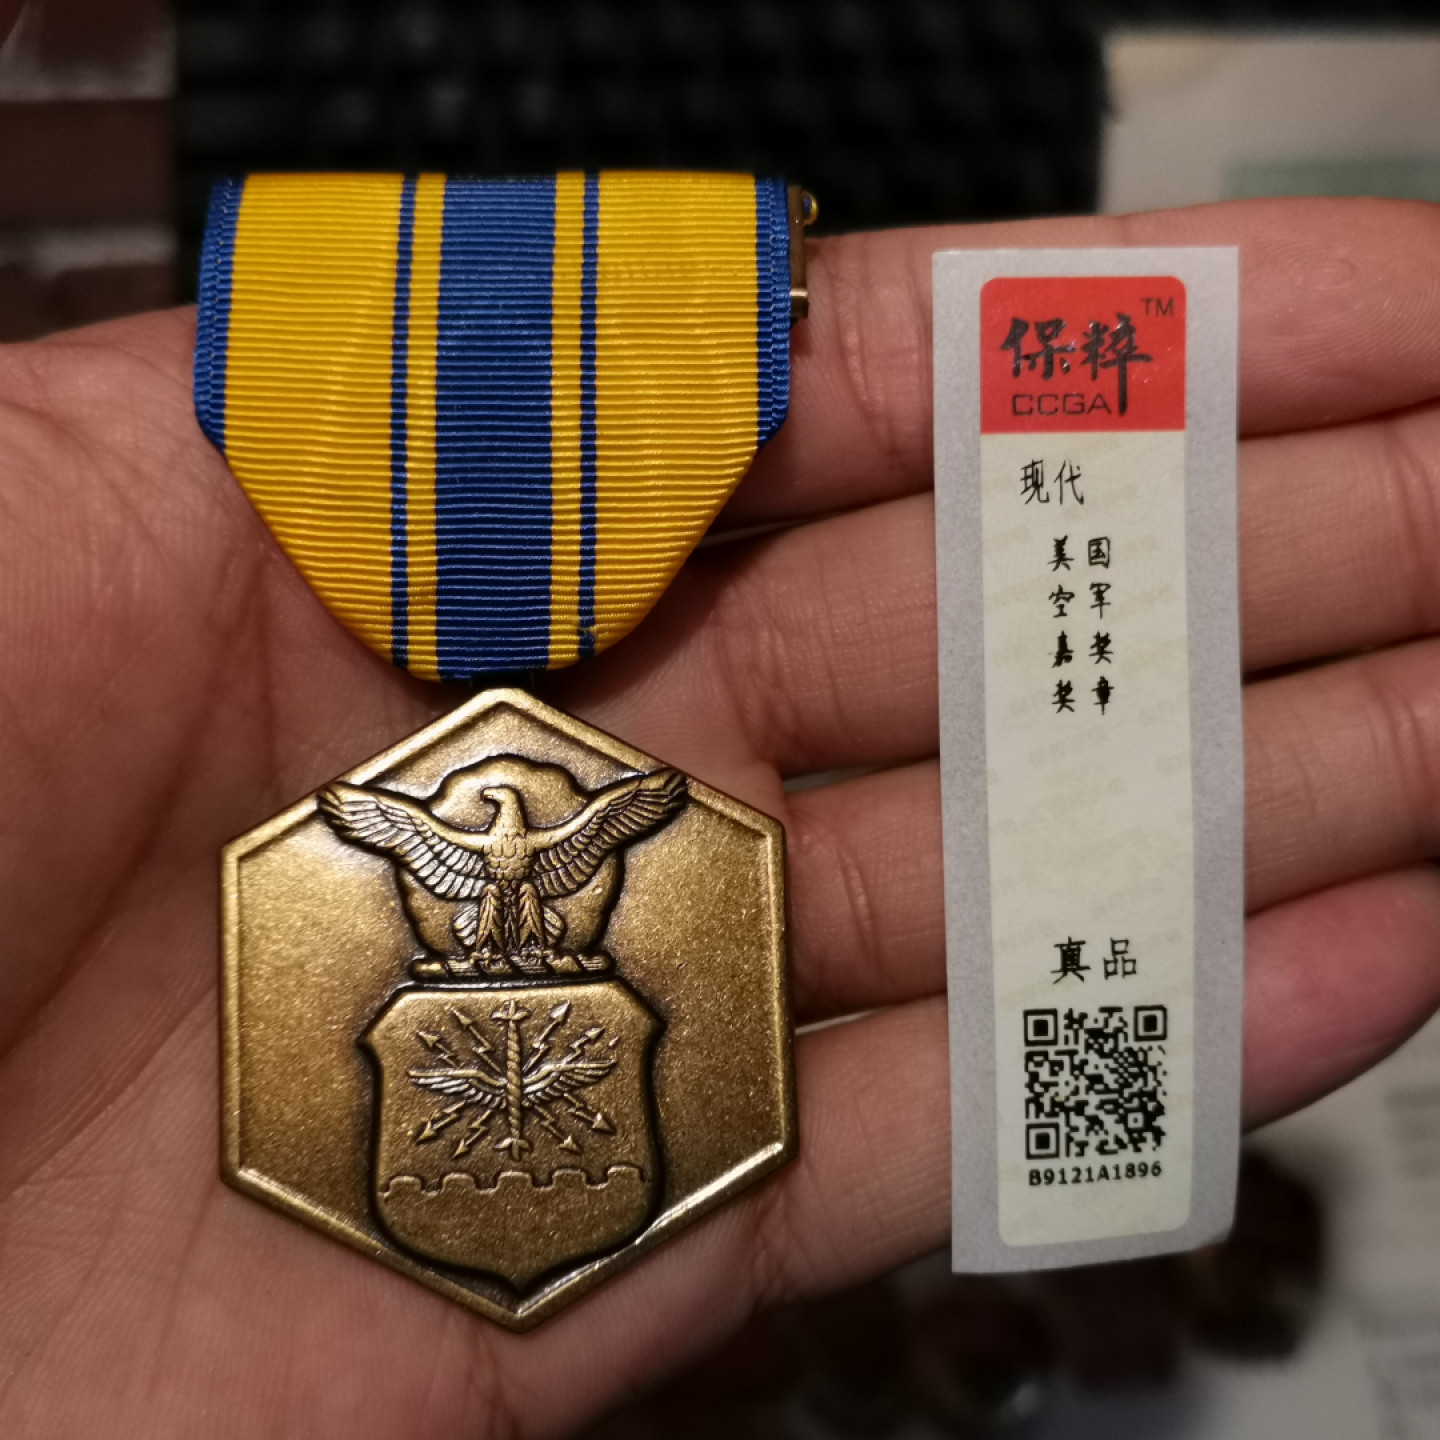 保粹™
CCGA
现代
美国
空军
嘉奖
奖章
真品
B9121A1896